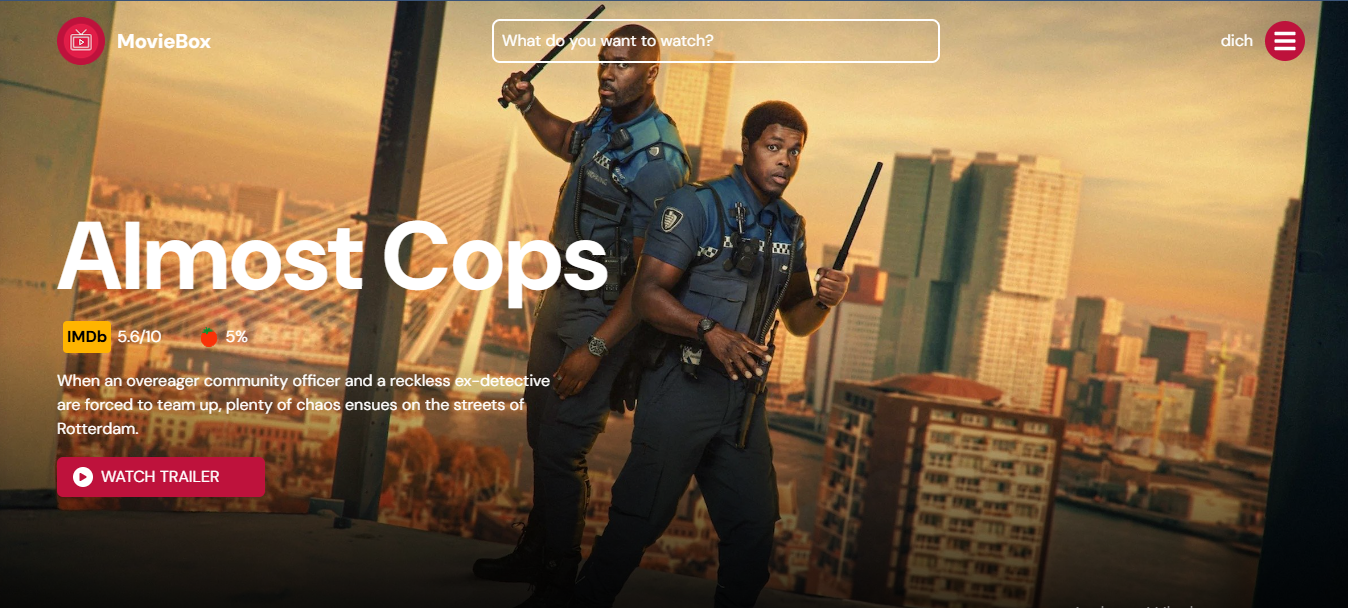 MovieBox
What do you want to watch?
dich
Almost Cops
IMDb 5.6/10 5%
When an overeager community officer and a reckless ex-detective
are forced to team up, plenty of chaos ensues on the streets of
Rotterdam.
WATCH TRAILER